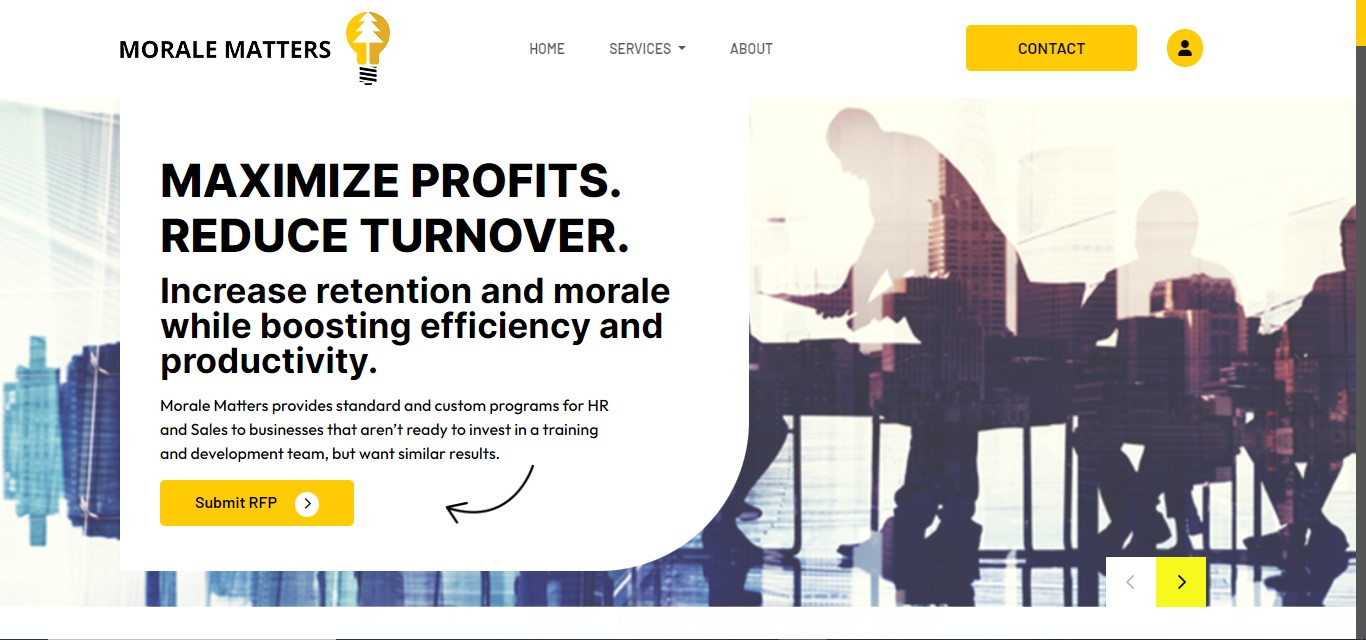 MORALE MATTERS
HOME
SERVICES
ABOUT
CONTACT
MAXIMIZE PROFITS.
REDUCE TURNOVER.
Increase retention and morale
while boosting efficiency and
productivity.
Morale Matters provides standard and custom programs for HR
and Sales to businesses that aren’t ready to invest in a training
and development team, but want similar results.
Submit RFP